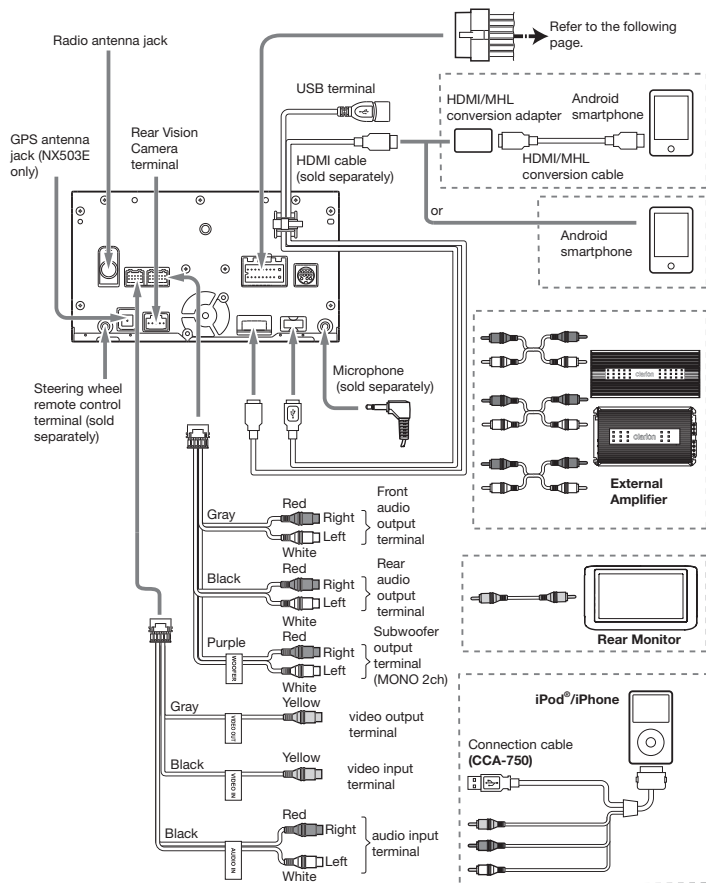 Radio antenna jack
Refer to the following
page.
USB terminal
HDMI/MHL
conversion adapter
Android
smartphone
GPS antenna
jack (NX503E
only)
Rear Vision
Camera
terminal
HDMI cable
(sold separately)
HDMI/MHL
conversion cable
or
Android
smartphone
Steering wheel
remote control
terminal (sold
separately)
Microphone
(sold separately)
clarion
clarion
External
Amplifier
Gray
Red
Right
Left
White
Front
audio
output
terminal
Black
Red
Right
Left
White
Rear
audio
output
terminal
Rear Monitor
Purple
WOOFER
Red
Right
Left
White
Subwoofer
output
terminal
(MONO 2ch)
Gray
VIDEO OUT
Yellow
video output
terminal
Black
VIDEO IN
Yellow
video input
terminal
Black
AUDIO IN
Red
Right
Left
White
audio input
terminal
iPod®/iPhone
Connection cable
(CCA-750)